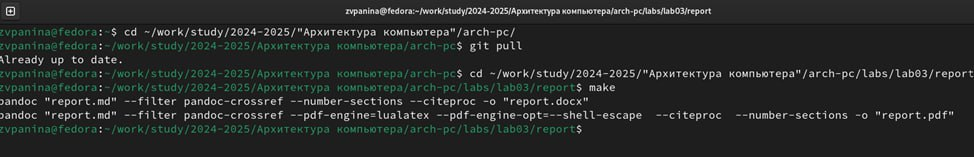 zvpanina@fedora:~/work/study/2024-2025/Архитектура компьютера/arch-pc/labs/lab03/report
zvpanina@fedora:~$ cd ~/work/study/2024-2025/"Архитектура компьютера"/arch-pc/
zvpanina@fedora:~/work/study/2024-2025/Архитектура компьютера/arch-pc$ git pull
Already up to date.
zvpanina@fedora:~/work/study/2024-2025/Архитектура компьютера/arch-pc$ cd ~/work/study/2024-2025/"Архитектура компьютера"/arch-pc/labs/lab03/report
zvpanina@fedora:~/work/study/2024-2025/Архитектура компьютера/arch-pc/labs/lab03/report$ make
pandoc "report.md" --filter pandoc-crossref --number-sections --citeproc -o "report.docx"
pandoc "report.md" --filter pandoc-crossref --pdf-engine=lualatex --pdf-engine-opt=--shell-escape  --citeproc  --number-sections -o "report.pdf"
zvpanina@fedora:~/work/study/2024-2025/Архитектура компьютера/arch-pc/labs/lab03/report$